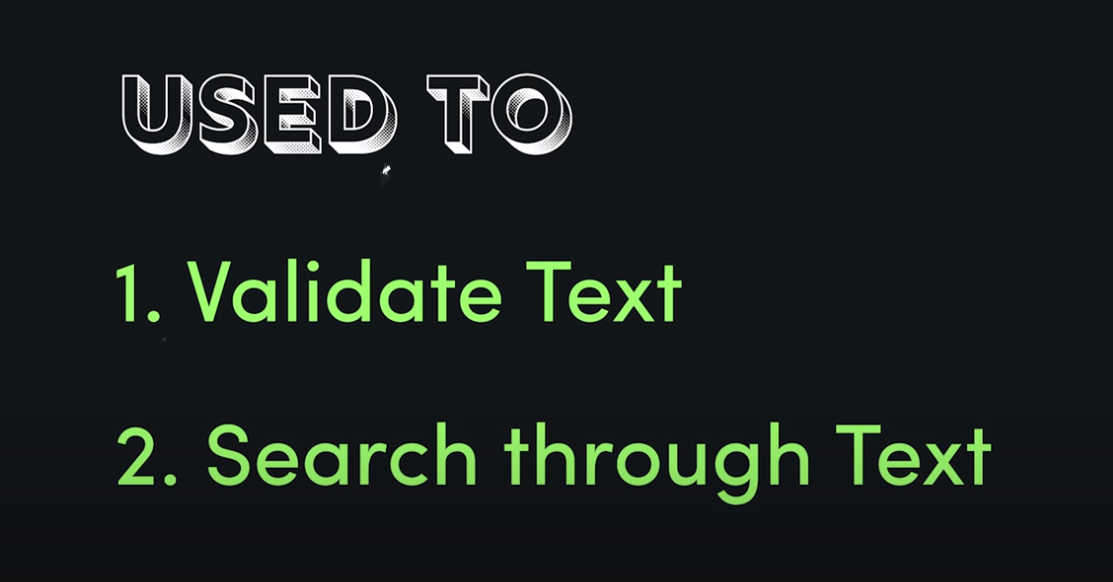 USED TO
1. Validate Text
2. Search through Text